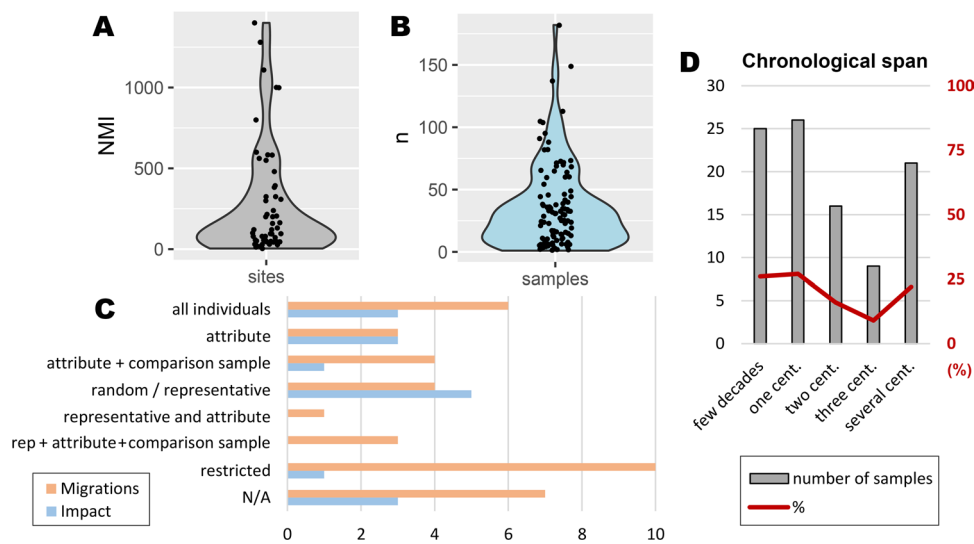 A
NMI
1000
500
0
sites
B
n
150
100
50
0
samples
C
all individuals
attribute
attribute + comparison sample
random / representative
representative and attribute
rep + attribute + comparison sample
restricted
N/A
Migrations
Impact
0 2 4 6 8 10
D
Chronological span
30
25
20
15
10
5
0
100
75
50
25
0
(%)
few decades
one cent.
two cent.
three cent.
several cent.
number of samples
%